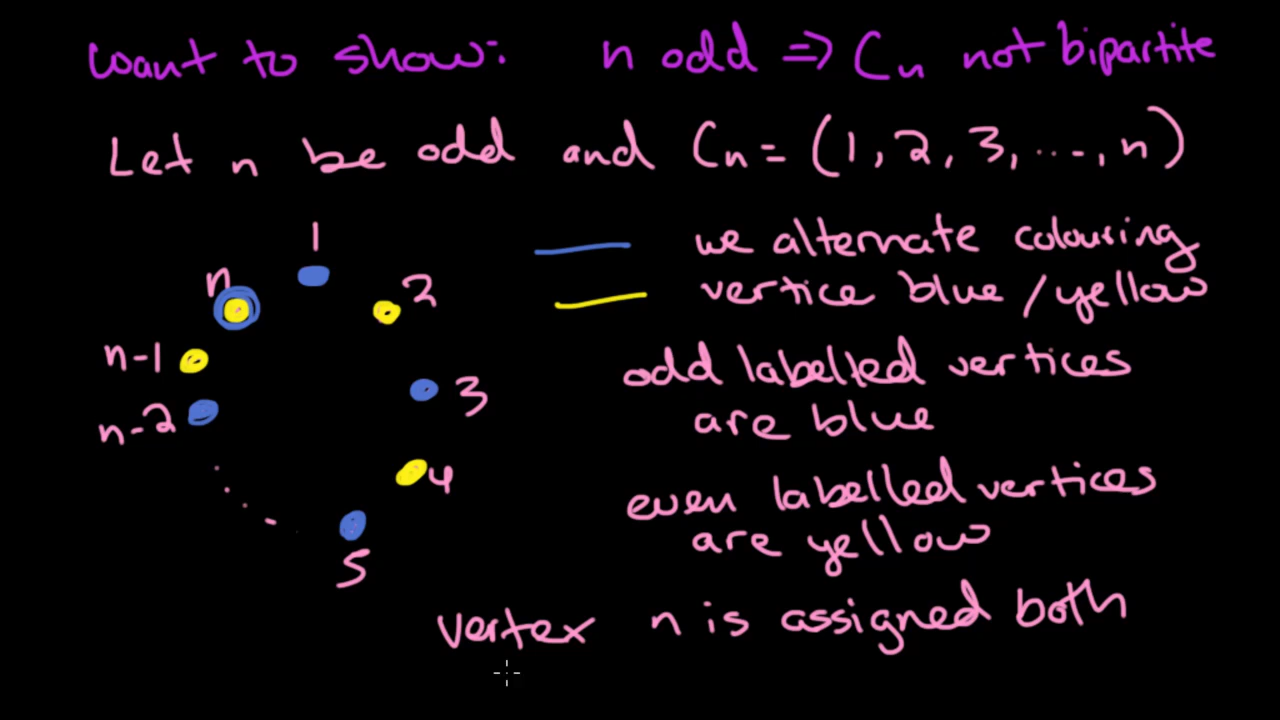 want to show: n odd => Cn not bipartite
Let n be odd and Cn = (1, 2, 3, ..., n)
we alternate colouring
vertice blue / yellow
odd labelled vertices
are blue
even labelled vertices
are yellow
vertex n is assigned both
1
n
2
n-1
3
n-2
4
5